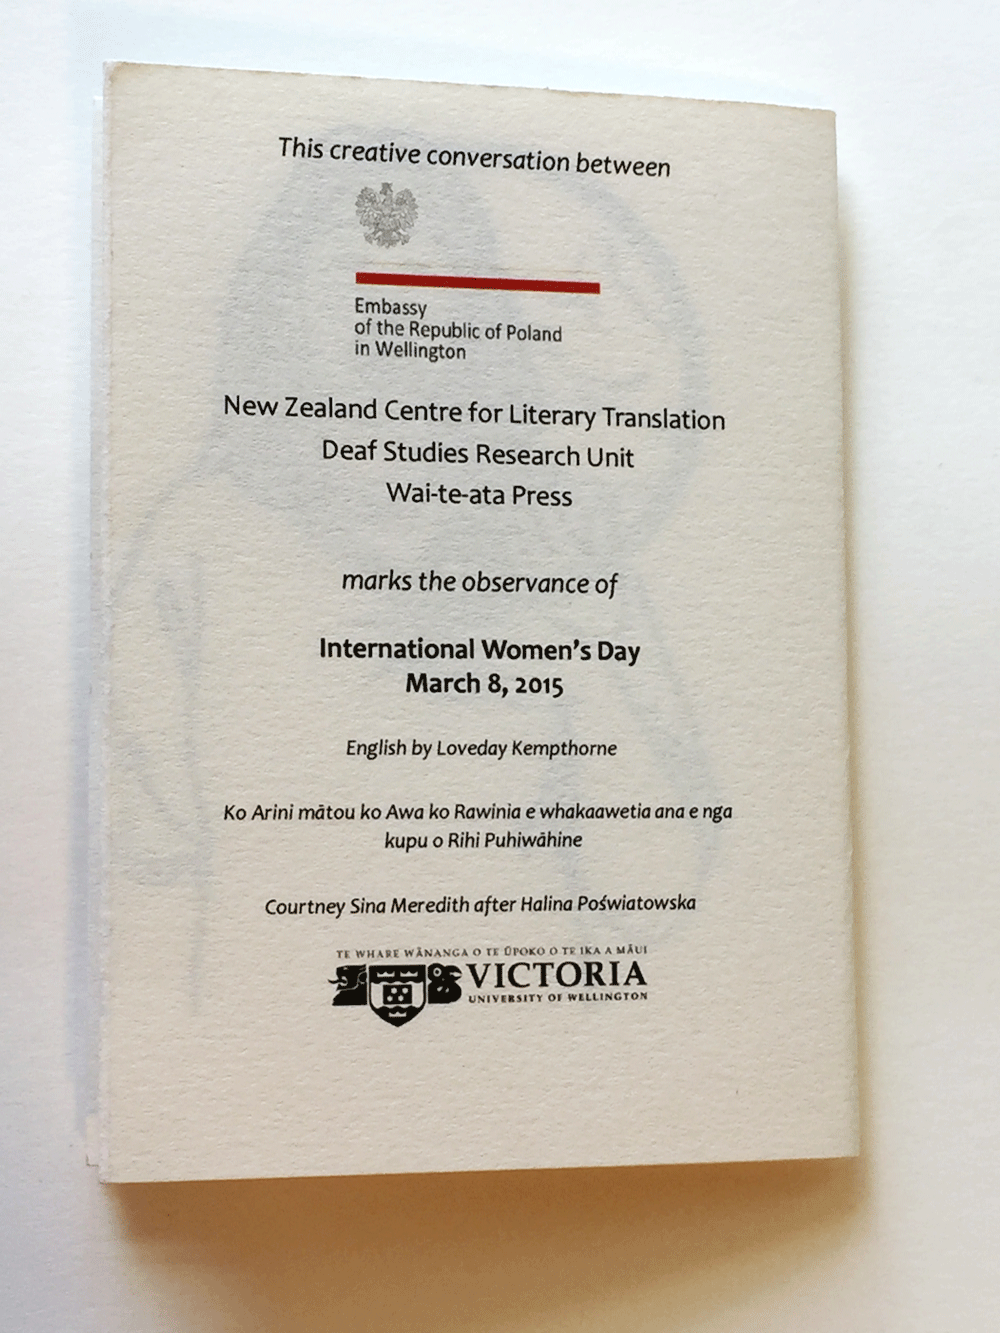 This creative conversation between
Embassy
of the Republic of Poland
in Wellington
New Zealand Centre for Literary Translation
Deaf Studies Research Unit
Wai-te-ata Press
marks the observance of
International Women's Day
March 8, 2015
English by Loveday Kempthorne
Ko Arini mātou ko Awa ko Rawinia e whakaawetia ana e nga
kupu o Rihi Puhiwāhine
Courtney Sina Meredith after Halina Poświatowska
TE WHARE WĀNANGA O TE ŪPOKO O TE IKA A MĀUI
VICTORIA
UNIVERSITY OF WELLINGTON